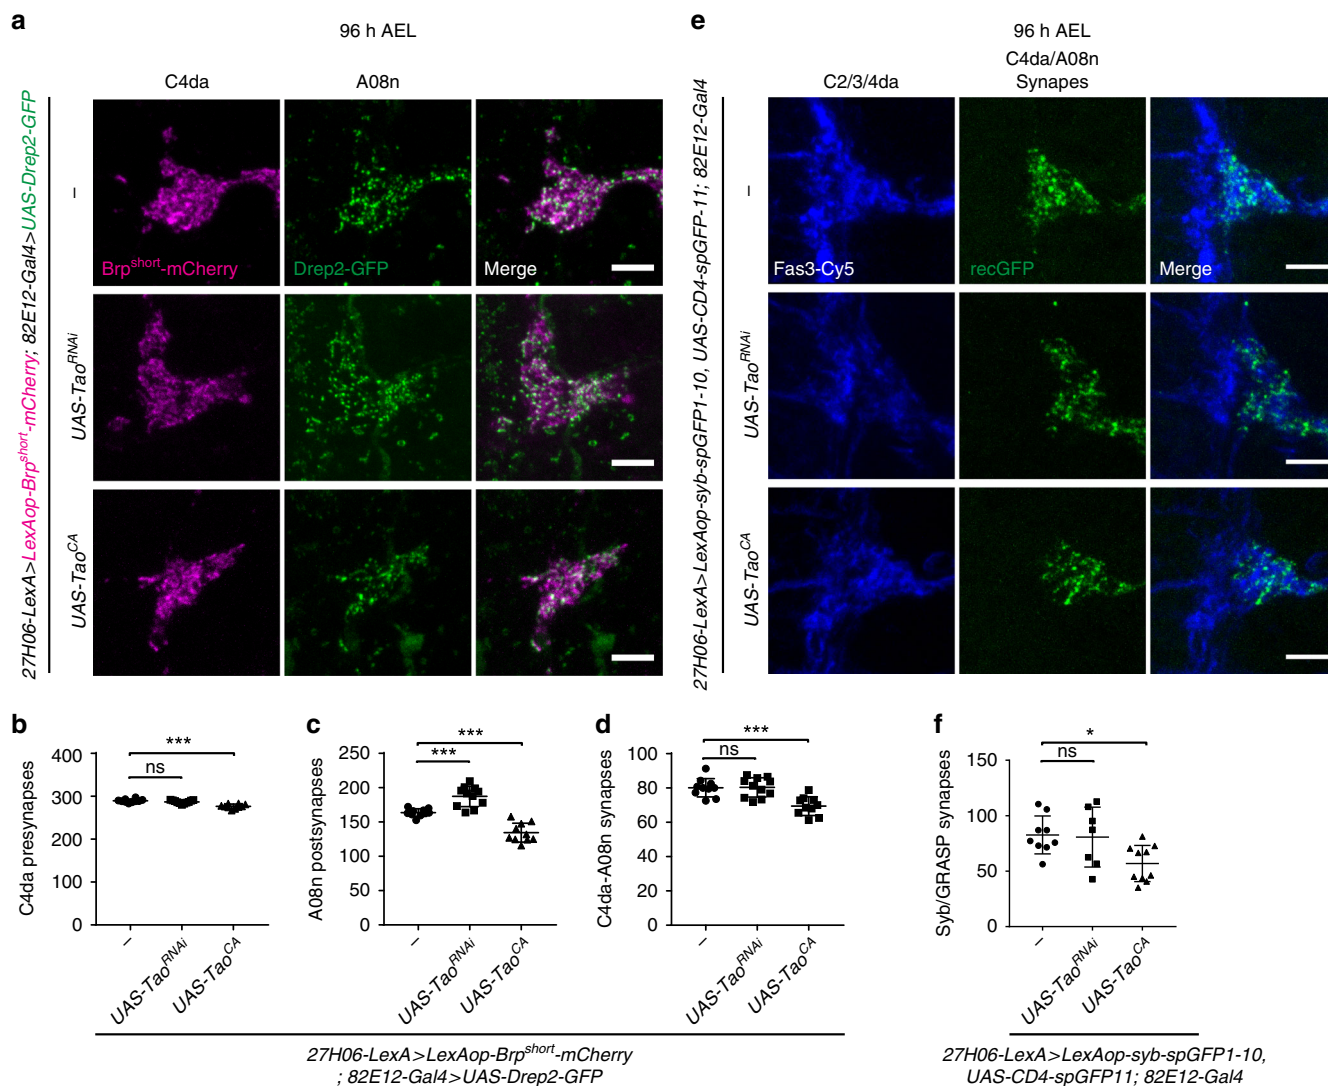 a
96 h AEL
C4da
A08n
27H06-LexA>LexAop-Brpshort-mCherry; 82E12-Gal4>UAS-Drep2-GFP
–
Brpshort-mCherry
Drep2-GFP
Merge
UAS-TaoRNAi
UAS-TaoCA
e
96 h AEL
C2/3/4da
C4da/A08n
Synapes
27H06-LexA>LexAop-syb-spGFP1-10, UAS-CD4-spGFP-11; 82E12-Gal4
–
Fas3-Cy5
recGFP
Merge
UAS-TaoRNAi
UAS-TaoCA
b
C4da presynapses
400
300
200
100
0
***
ns
–
UAS-TaoRNAi
UAS-TaoCA
c
A08n postsynapses
250
200
150
100
50
0
***
***
–
UAS-TaoRNAi
UAS-TaoCA
d
C4da-A08n synapses
100
80
60
40
20
0
***
ns
–
UAS-TaoRNAi
UAS-TaoCA
27H06-LexA>LexAop-Brpshort-mCherry
; 82E12-Gal4>UAS-Drep2-GFP
f
Syb/GRASP synapses
150
100
50
0
*
ns
–
UAS-TaoRNAi
UAS-TaoCA
27H06-LexA>LexAop-syb-spGFP1-10,
UAS-CD4-spGFP11; 82E12-Gal4